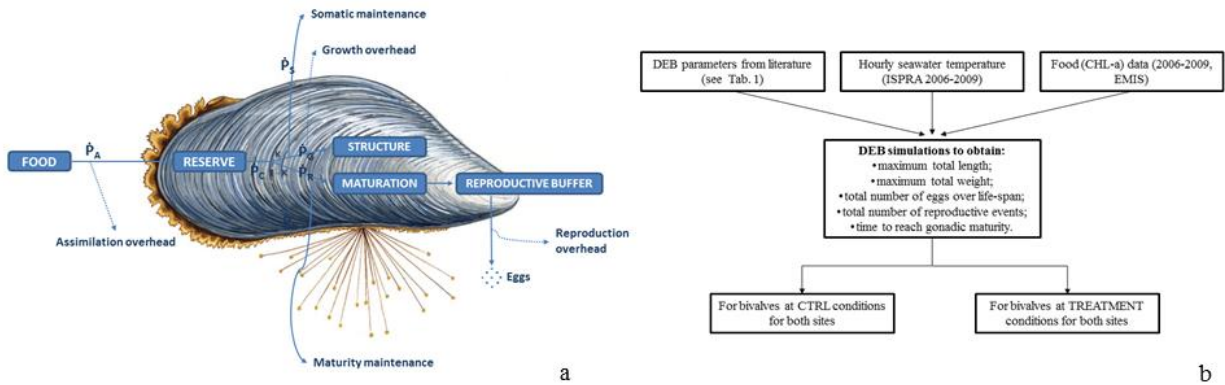 Somatic maintenance
Growth overhead
ṗS
ṗA
FOOD
RESERVE
STRUCTURE
ṗG
ṗC
κ
ṗR
MATURATION
REPRODUCTIVE BUFFER
Assimilation overhead
Reproduction
overhead
Eggs
Maturity maintenance
a
DEB parameters from literature
(see Tab. 1)
Hourly seawater temperature
(ISPRA 2006-2009)
Food (CHL-a) data (2006-2009,
EMIS)
DEB simulations to obtain:
•maximum total length;
•maximum total weight;
•total number of eggs over life-span;
•total number of reproductive events;
•time to reach gonadic maturity.
For bivalves at CTRL conditions
for both sites
For bivalves at TREATMENT
conditions for both sites
b